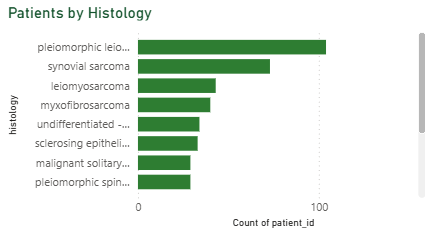 Patients by Histology
pleiomorphic leio...
synovial sarcoma
leiomyosarcoma
myxofibrosarcoma
undifferentiated -...
sclerosing epitheli...
malignant solitary...
pleiomorphic spin...
histology
0
100
Count of patient_id